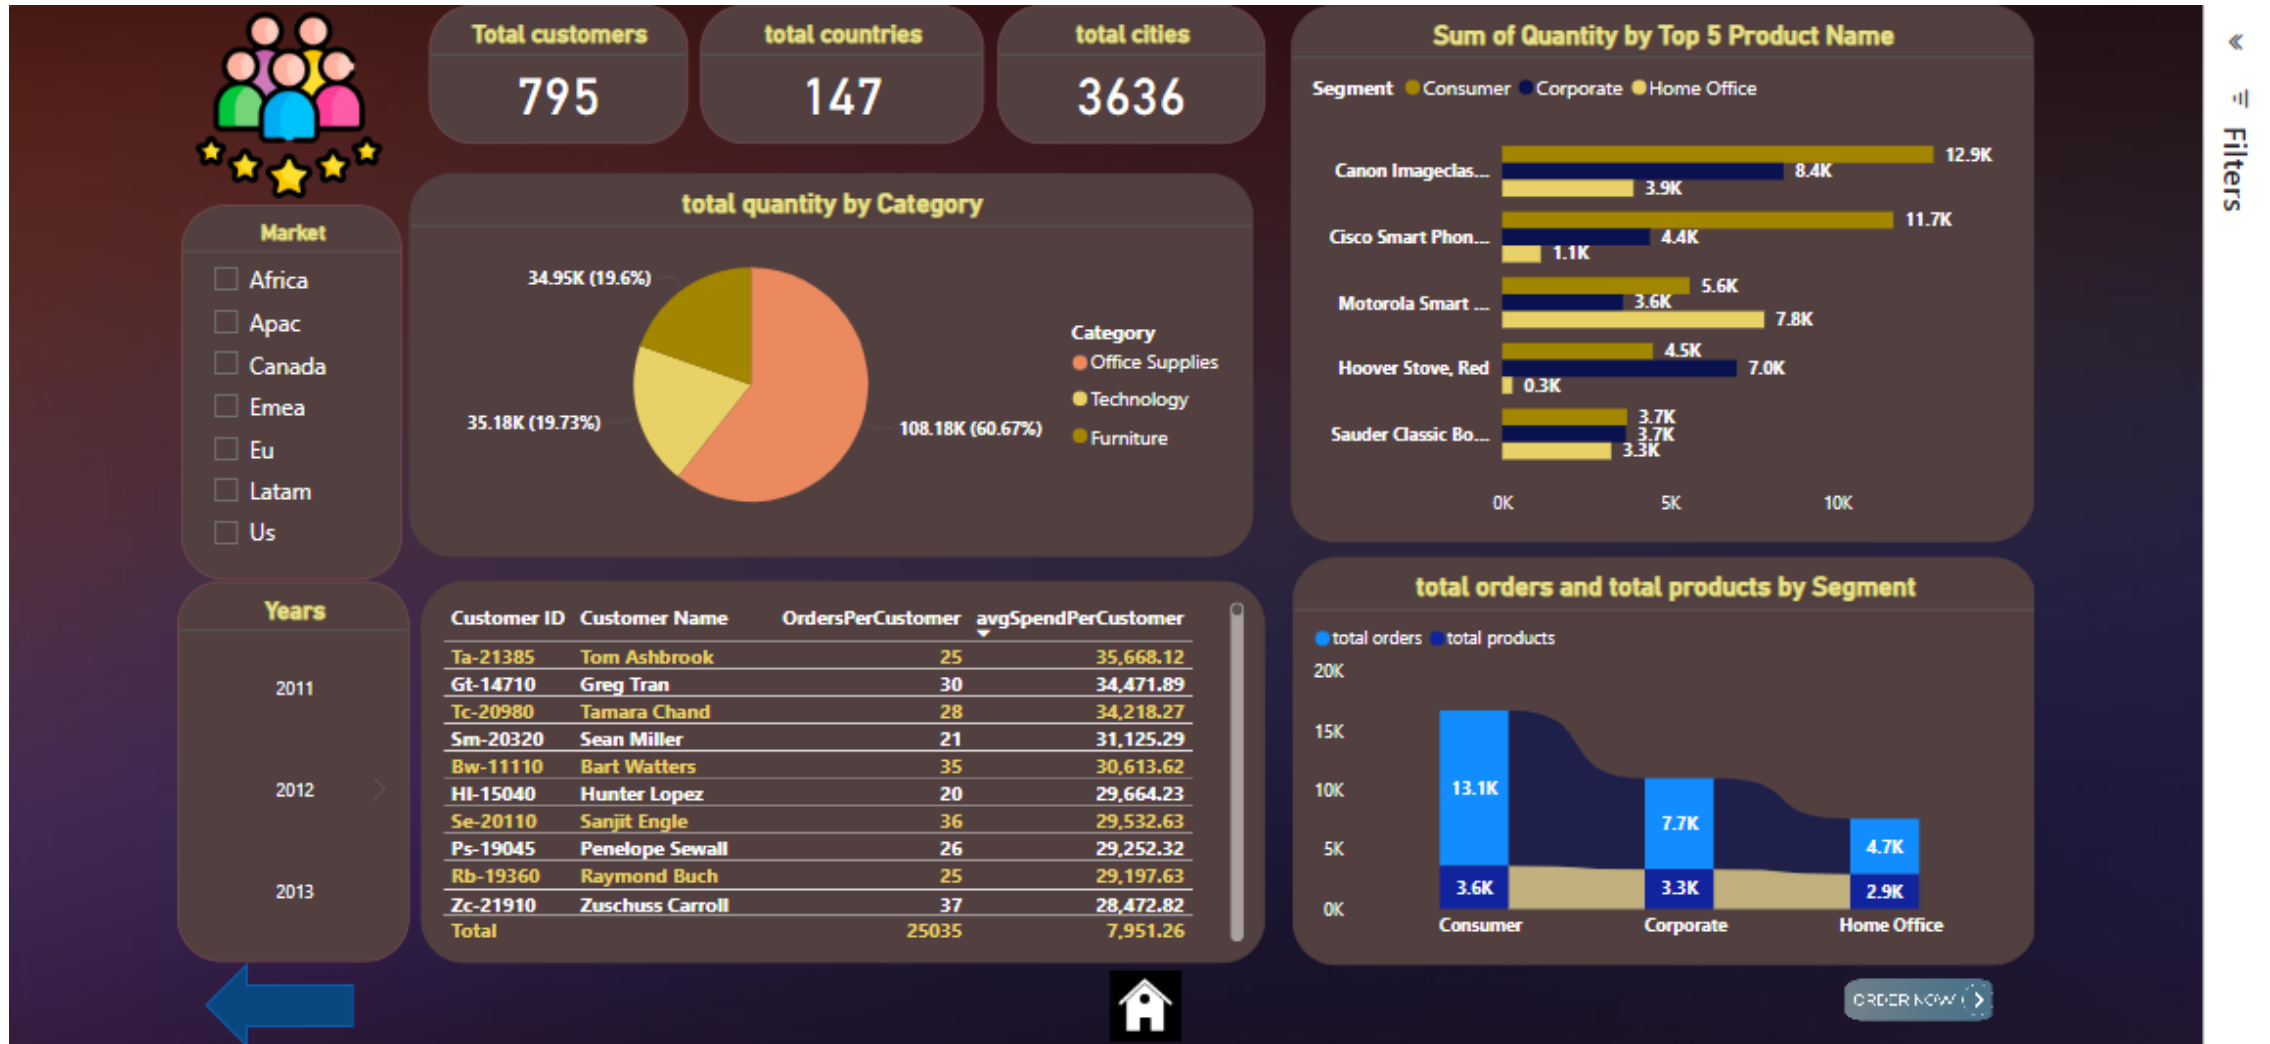 Total customers
795
total countries
147
total cities
3636
Market
Africa
Apac
Canada
Emea
Eu
Latam
Us
Years
2011
2012
2013
total quantity by Category
34.95K (19.6%)
35.18K (19.73%)
108.18K (60.67%)
Category
Office Supplies
Technology
Furniture
Customer ID Customer Name OrdersPerCustomer avgSpendPerCustomer
Ta-21385 Tom Ashbrook 25 35,668.12
Gt-14710 Greg Tran 30 34,471.89
Tc-20980 Tamara Chand 28 34,218.27
Sm-20320 Sean Miller 21 31,125.29
Bw-11110 Bart Watters 35 30,613.62
Hl-15040 Hunter Lopez 20 29,664.23
Se-20110 Sanjit Engle 36 29,532.63
Ps-19045 Penelope Sewall 26 29,252.32
Rb-19360 Raymond Buch 25 29,197.63
Zc-21910 Zuschuss Carroll 37 28,472.82
Total 25035 7,951.26
Sum of Quantity by Top 5 Product Name
Segment Consumer Corporate Home Office
Canon Imageclas... 12.9K 8.4K 3.9K
Cisco Smart Phon... 11.7K 4.4K 1.1K
Motorola Smart ... 5.6K 3.6K 7.8K
Hoover Stove, Red 4.5K 7.0K 0.3K
Sauder Classic Bo... 3.7K 3.7K 3.3K
0K 5K 10K
total orders and total products by Segment
total orders total products
20K
15K
10K
5K
0K
13.1K 7.7K 4.7K
3.6K 3.3K 2.9K
Consumer Corporate Home Office
ORDER NOW
Filters